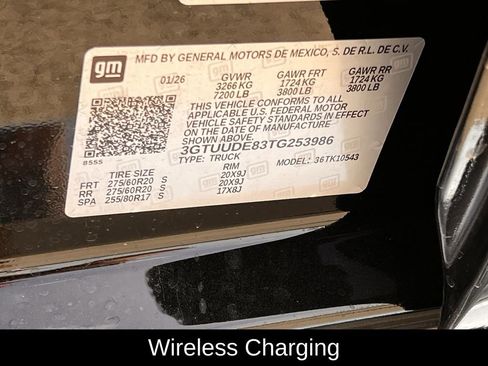 gm
MFD BY GENERAL MOTORS DE MEXICO, S. DE R.L. DE C.V.
01/26 GVWR GAWR FRT GAWR RR
3266 KG 1724 KG 1724 KG
7200 LB 3800 LB 3800 LB
THIS VEHICLE CONFORMS TO ALL
APPLICABLE U.S. FEDERAL MOTOR
VEHICLE SAFETY STANDARDS IN EFFECT
ON THE DATE OF MANUFACTURE
SHOWN ABOVE.
3GTUUDE83TG253986
8555
TYPE: TRUCK MODEL: 36TK10543
TIRE SIZE RIM
FRT 275/60R20 S 20X9J
RR 275/60R20 S 20X9J
SPA 255/80R17 S 17X8J
Wireless Charging